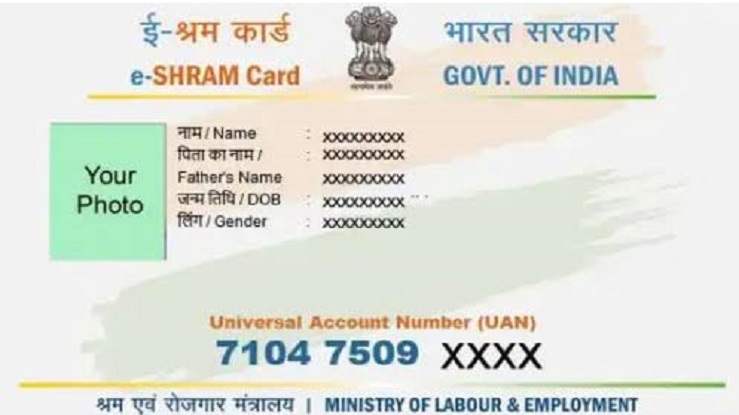 ई-श्रम कार्ड
भारत सरकार
e-SHRAM Card
GOVT. OF INDIA
Your
Photo
नाम / Name : xxxxxxxxx
पिता का नाम / : xxxxxxxxx
Father's Name xxxxxxxxx
जन्म तिथि / DOB : xxxxxxxxx
लिंग / Gender : xxxxxxxxx
Universal Account Number (UAN)
7104 7509 XXXX
श्रम एवं रोजगार मंत्रालय | MINISTRY OF LABOUR & EMPLOYMENT